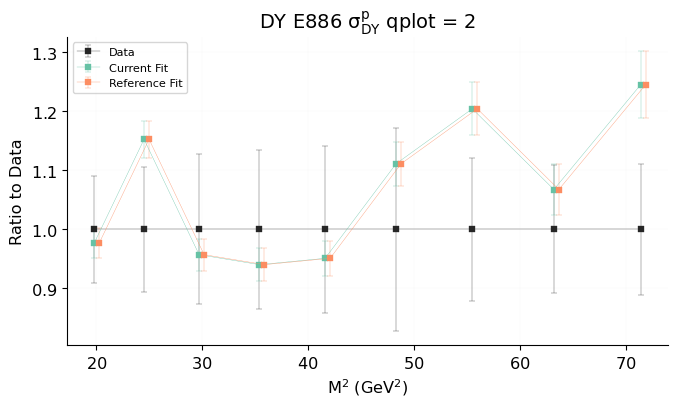 DY E886 σᵖDY qplot = 2
Data
Current Fit
Reference Fit
Ratio to Data
1.3
1.2
1.1
1.0
0.9
20 30 40 50 60 70
M² (GeV²)